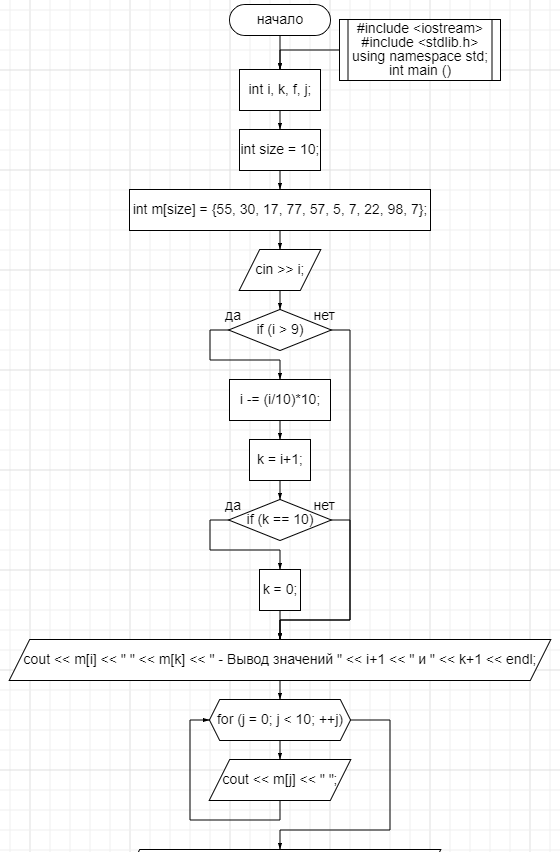 начало
#include <iostream>
#include <stdlib.h>
using namespace std;
int main ()
int i, k, f, j;
int size = 10;
int m[size] = {55, 30, 17, 77, 57, 5, 7, 22, 98, 7};
cin >> i;
да
нет
if (i > 9)
i -= (i/10)*10;
k = i+1;
да
нет
if (k == 10)
k = 0;
cout << m[i] << " " << m[k] << " - Вывод значений " << i+1 << " и " << k+1 << endl;
for (j = 0; j < 10; ++j)
cout << m[j] << " ";